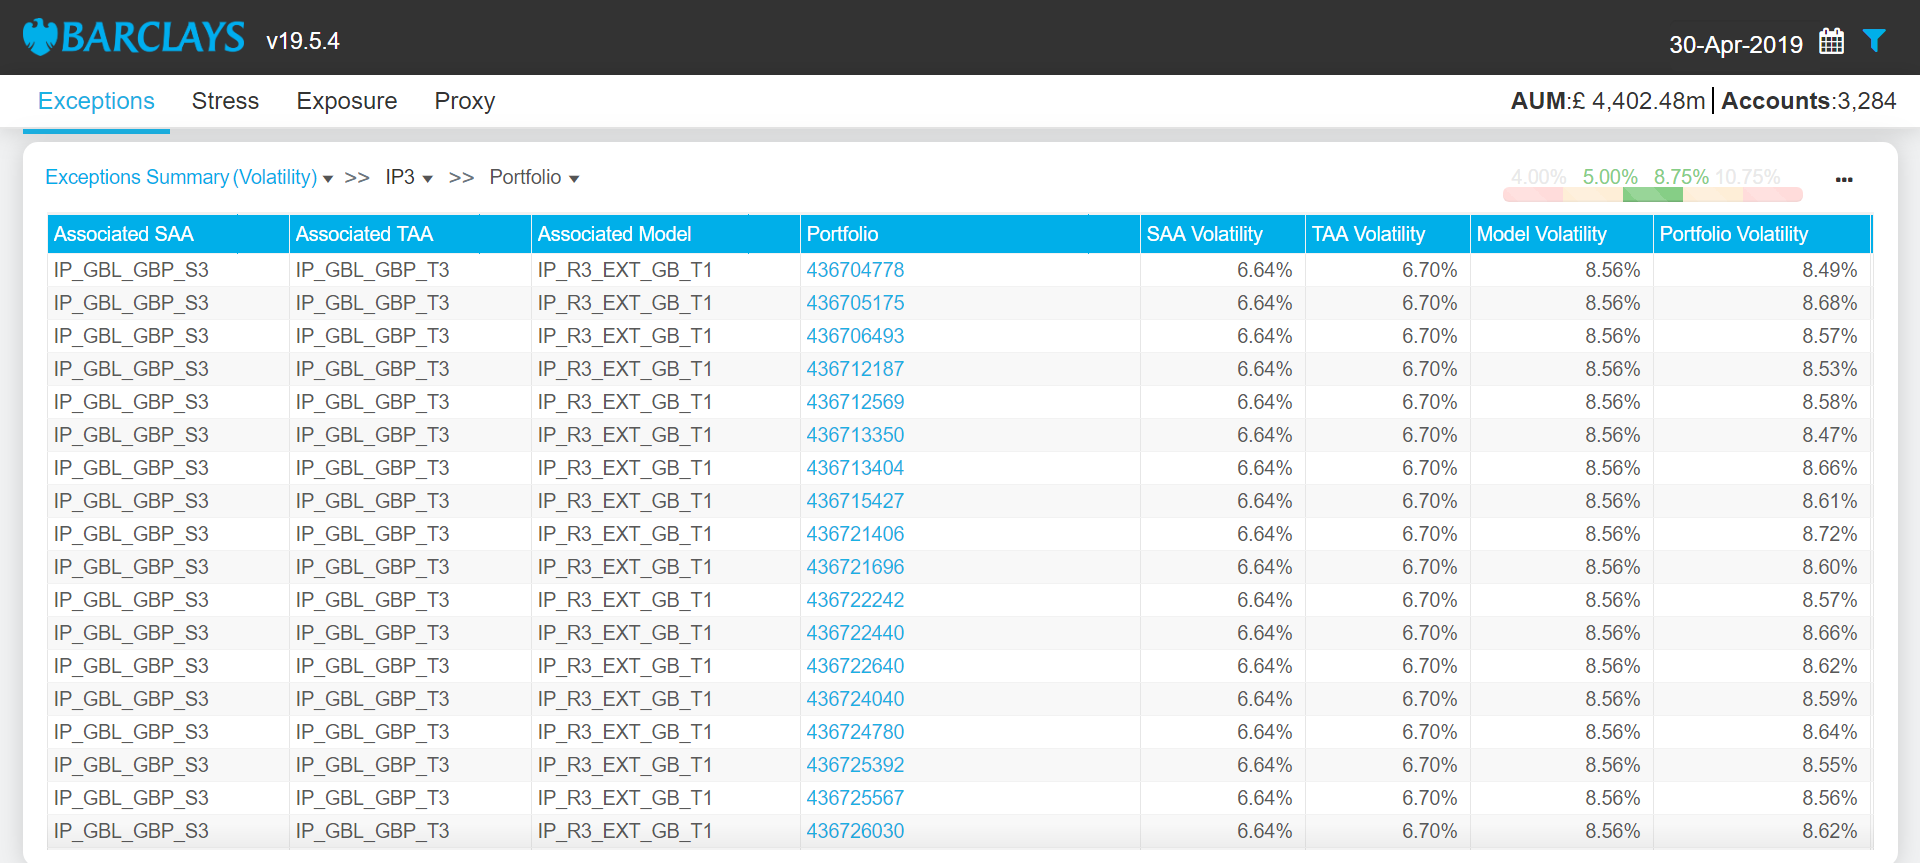 BARCLAYS v19.5.4 30-Apr-2019
Exceptions Stress Exposure Proxy AUM:£ 4,402.48m Accounts:3,284
Exceptions Summary (Volatility) >> IP3 >> Portfolio 4.00% 5.00% 8.75% 10.75% ...
Associated SAA Associated TAA Associated Model Portfolio SAA Volatility TAA Volatility Model Volatility Portfolio Volatility
IP_GBL_GBP_S3 IP_GBL_GBP_T3 IP_R3_EXT_GB_T1 436704778 6.64% 6.70% 8.56% 8.49%
IP_GBL_GBP_S3 IP_GBL_GBP_T3 IP_R3_EXT_GB_T1 436705175 6.64% 6.70% 8.56% 8.68%
IP_GBL_GBP_S3 IP_GBL_GBP_T3 IP_R3_EXT_GB_T1 436706493 6.64% 6.70% 8.56% 8.57%
IP_GBL_GBP_S3 IP_GBL_GBP_T3 IP_R3_EXT_GB_T1 436712187 6.64% 6.70% 8.56% 8.53%
IP_GBL_GBP_S3 IP_GBL_GBP_T3 IP_R3_EXT_GB_T1 436712569 6.64% 6.70% 8.56% 8.58%
IP_GBL_GBP_S3 IP_GBL_GBP_T3 IP_R3_EXT_GB_T1 436713350 6.64% 6.70% 8.56% 8.47%
IP_GBL_GBP_S3 IP_GBL_GBP_T3 IP_R3_EXT_GB_T1 436713404 6.64% 6.70% 8.56% 8.66%
IP_GBL_GBP_S3 IP_GBL_GBP_T3 IP_R3_EXT_GB_T1 436715427 6.64% 6.70% 8.56% 8.61%
IP_GBL_GBP_S3 IP_GBL_GBP_T3 IP_R3_EXT_GB_T1 436721406 6.64% 6.70% 8.56% 8.72%
IP_GBL_GBP_S3 IP_GBL_GBP_T3 IP_R3_EXT_GB_T1 436721696 6.64% 6.70% 8.56% 8.60%
IP_GBL_GBP_S3 IP_GBL_GBP_T3 IP_R3_EXT_GB_T1 436722242 6.64% 6.70% 8.56% 8.57%
IP_GBL_GBP_S3 IP_GBL_GBP_T3 IP_R3_EXT_GB_T1 436722440 6.64% 6.70% 8.56% 8.66%
IP_GBL_GBP_S3 IP_GBL_GBP_T3 IP_R3_EXT_GB_T1 436722640 6.64% 6.70% 8.56% 8.62%
IP_GBL_GBP_S3 IP_GBL_GBP_T3 IP_R3_EXT_GB_T1 436724040 6.64% 6.70% 8.56% 8.59%
IP_GBL_GBP_S3 IP_GBL_GBP_T3 IP_R3_EXT_GB_T1 436724780 6.64% 6.70% 8.56% 8.64%
IP_GBL_GBP_S3 IP_GBL_GBP_T3 IP_R3_EXT_GB_T1 436725392 6.64% 6.70% 8.56% 8.55%
IP_GBL_GBP_S3 IP_GBL_GBP_T3 IP_R3_EXT_GB_T1 436725567 6.64% 6.70% 8.56% 8.56%
IP_GBL_GBP_S3 IP_GBL_GBP_T3 IP_R3_EXT_GB_T1 436726030 6.64% 6.70% 8.56% 8.62%